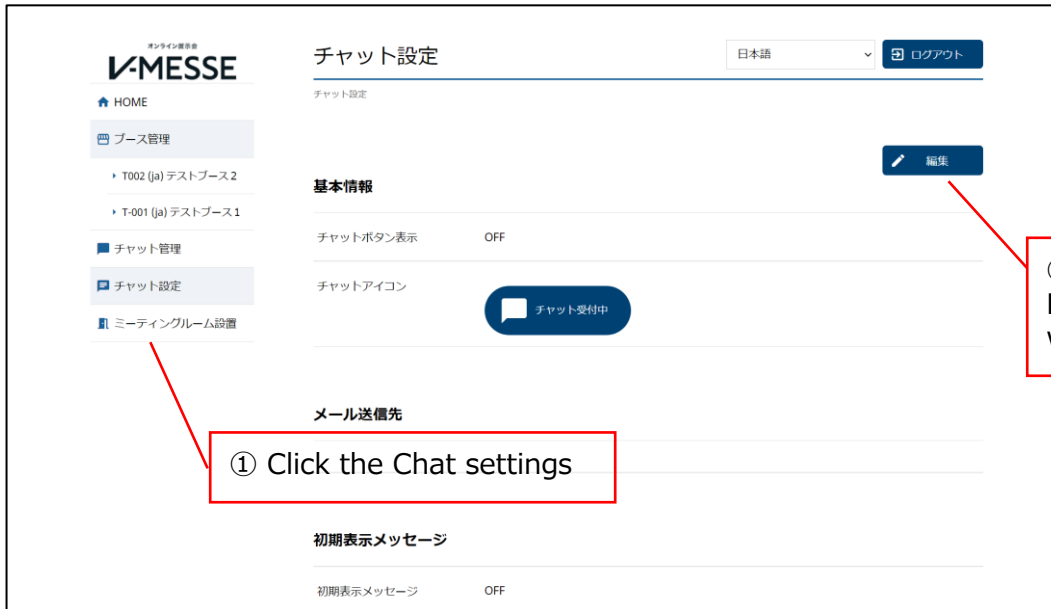 オンライン展示会
V-MESSE
HOME
ブース管理
T002 (ja) テストブース2
T-001 (ja) テストブース1
チャット管理
チャット設定
ミーティングルーム設置
チャット設定
日本語
ログアウト
チャット設定
編集
基本情報
チャットボタン表示 OFF
チャットアイコン
チャット受付中
メール送信先
① Click the Chat settings
初期表示メッセージ
初期表示メッセージ OFF